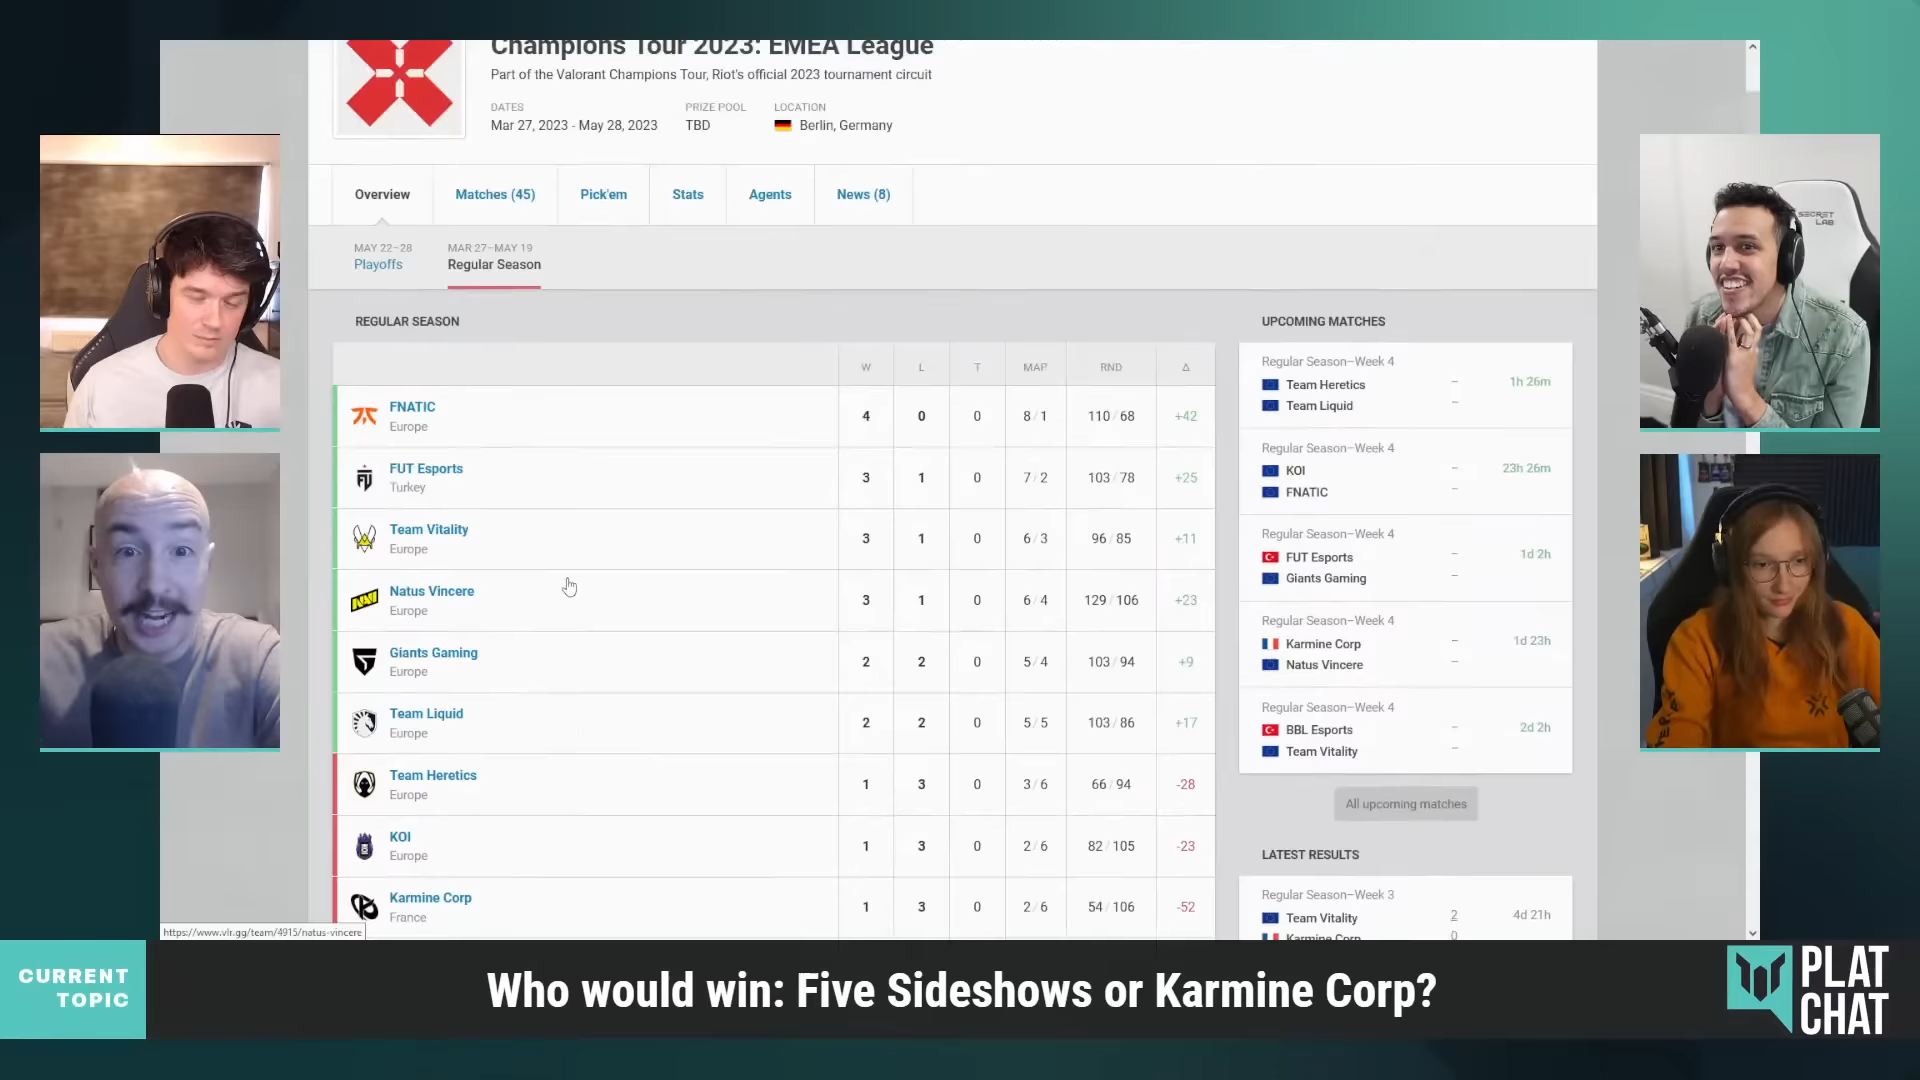 Champions Tour 2023: EMEA League
Part of the Valorant Champions Tour, Riot's official 2023 tournament circuit
DATES PRIZE POOL LOCATION
Mar 27, 2023 - May 28, 2023 TBD Berlin, Germany
Overview Matches (45) Pick'em Stats Agents News (8)
MAY 22–28 MAR 27–MAY 19
Playoffs Regular Season
REGULAR SEASON
W L T MAP RND Δ
FNATIC 4 0 0 8/1 110/68 +42
Europe
FUT Esports 3 1 0 7/2 103/78 +25
Turkey
Team Vitality 3 1 0 6/3 96/85 +11
Europe
Natus Vincere 3 1 0 6/4 129/106 +23
Europe
Giants Gaming 2 2 0 5/4 103/94 +9
Europe
Team Liquid 2 2 0 5/5 103/86 +17
Europe
Team Heretics 1 3 0 3/6 66/94 -28
Europe
KOI 1 3 0 2/6 82/105 -23
Europe
Karmine Corp 1 3 0 2/6 54/106 -52
France
https://www.vlr.gg/team/4915/natus-vincere
UPCOMING MATCHES
Regular Season–Week 4
Team Heretics – 1h 26m
Team Liquid –
Regular Season–Week 4
KOI – 23h 26m
FNATIC –
Regular Season–Week 4
FUT Esports – 1d 2h
Giants Gaming –
Regular Season–Week 4
Karmine Corp – 1d 23h
Natus Vincere –
Regular Season–Week 4
BBL Esports – 2d 2h
Team Vitality –
All upcoming matches
LATEST RESULTS
Regular Season–Week 3
Team Vitality 2 4d 21h
Karmine Corp 0
SECRET
LAB
CURRENT
TOPIC
Who would win: Five Sideshows or Karmine Corp?
PLAT
CHAT